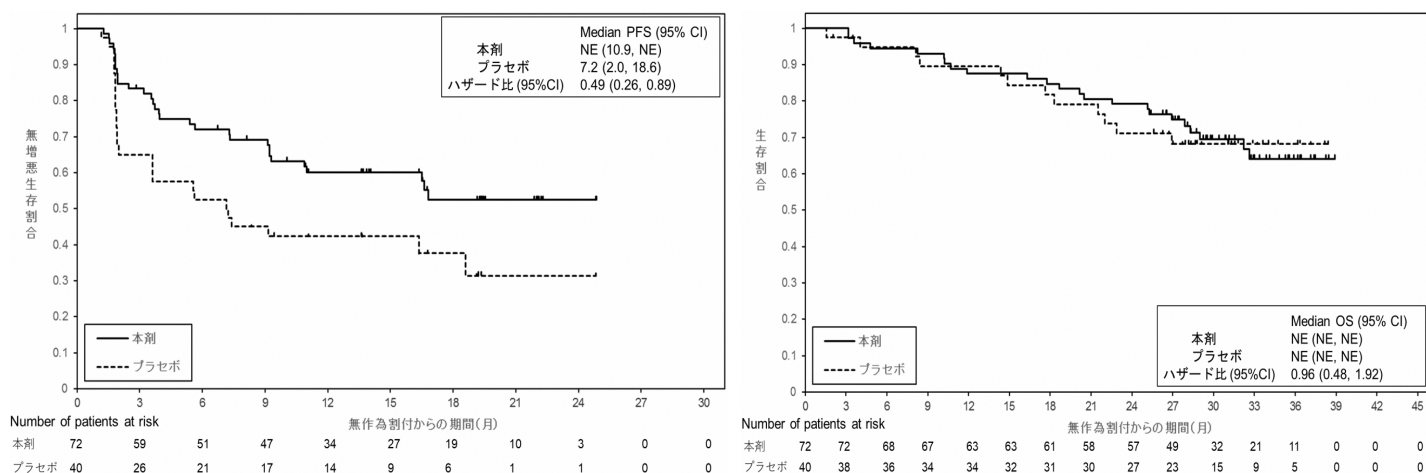 Median PFS (95% CI)
本剤 NE (10.9, NE)
プラセボ 7.2 (2.0, 18.6)
ハザード比 (95%CI) 0.49 (0.26, 0.89)
1
0.9
0.8
0.7
0.6
0.5
0.4
0.3
0.2
0.1
0
無増悪生存割合
本剤
プラセボ
0 3 6 9 12 15 18 21 24 27 30
Number of patients at risk
無作為割付からの期間(月)
本剤 72 59 51 47 34 27 19 10 3 0 0
プラセボ 40 26 21 17 14 9 6 1 1 0 0
1
0.9
0.8
0.7
0.6
0.5
0.4
0.3
0.2
0.1
0
生存割合
Median OS (95% CI)
本剤 NE (NE, NE)
プラセボ NE (NE, NE)
ハザード比 (95%CI) 0.96 (0.48, 1.92)
本剤
プラセボ
0 3 6 9 12 15 18 21 24 27 30 33 36 39 42 45
Number of patients at risk
無作為割付からの期間(月)
本剤 72 72 68 67 63 63 61 58 57 49 32 21 11 0 0 0
プラセボ 40 38 36 34 34 32 31 30 27 23 15 9 5 0 0 0